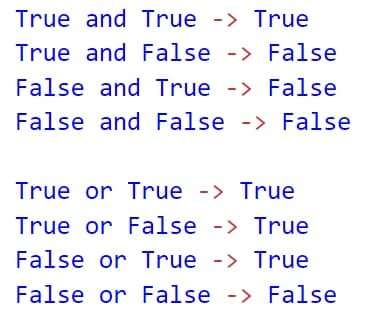 True and True -> True
True and False -> False
False and True -> False
False and False -> False
True or True -> True
True or False -> True
False or True -> True
False or False -> False